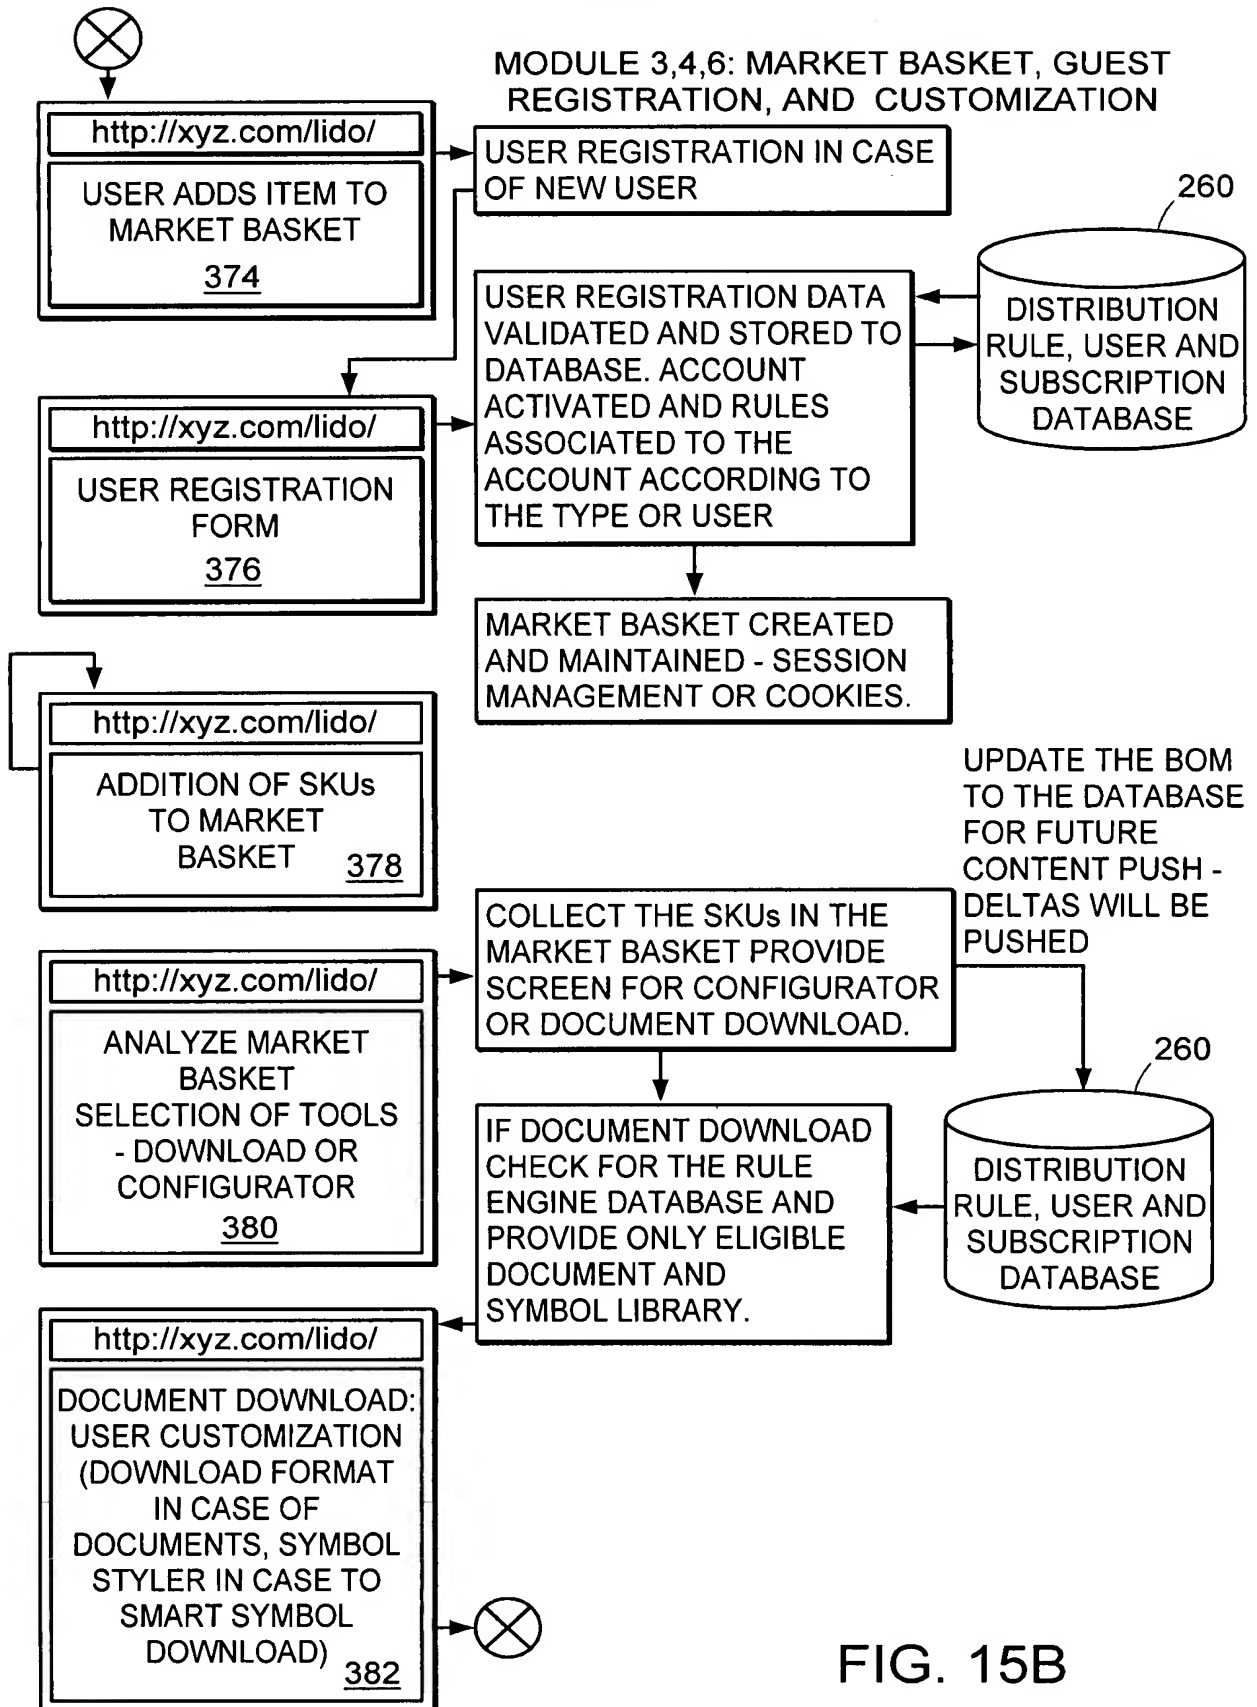 MODULE 3,4,6: MARKET BASKET, GUEST
REGISTRATION, AND CUSTOMIZATION
http://xyz.com/lido/
USER ADDS ITEM TO
MARKET BASKET
374
USER REGISTRATION IN CASE
OF NEW USER
260
DISTRIBUTION
RULE, USER AND
SUBSCRIPTION
DATABASE
USER REGISTRATION DATA
VALIDATED AND STORED TO
DATABASE. ACCOUNT
ACTIVATED AND RULES
ASSOCIATED TO THE
ACCOUNT ACCORDING TO
THE TYPE OR USER
http://xyz.com/lido/
USER REGISTRATION
FORM
376
MARKET BASKET CREATED
AND MAINTAINED - SESSION
MANAGEMENT OR COOKIES.
http://xyz.com/lido/
ADDITION OF SKUs
TO MARKET
BASKET
378
UPDATE THE BOM
TO THE DATABASE
FOR FUTURE
CONTENT PUSH -
DELTAS WILL BE
PUSHED
COLLECT THE SKUs IN THE
MARKET BASKET PROVIDE
SCREEN FOR CONFIGURATOR
OR DOCUMENT DOWNLOAD.
http://xyz.com/lido/
ANALYZE MARKET
BASKET
SELECTION OF TOOLS
- DOWNLOAD OR
CONFIGURATOR
380
260
DISTRIBUTION
RULE, USER AND
SUBSCRIPTION
DATABASE
IF DOCUMENT DOWNLOAD
CHECK FOR THE RULE
ENGINE DATABASE AND
PROVIDE ONLY ELIGIBLE
DOCUMENT AND
SYMBOL LIBRARY.
http://xyz.com/lido/
DOCUMENT DOWNLOAD:
USER CUSTOMIZATION
(DOWNLOAD FORMAT
IN CASE OF
DOCUMENTS, SYMBOL
STYLER IN CASE TO
SMART SYMBOL
DOWNLOAD)
382
FIG. 15B